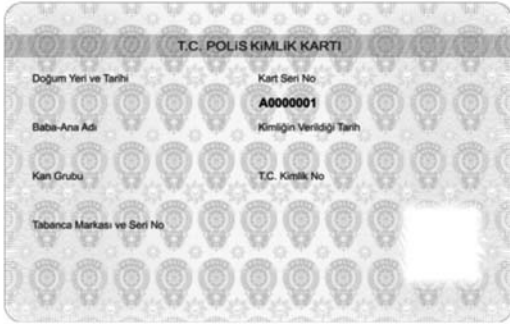 T.C. POLİS KİMLİK KARTI
Doğum Yeri ve Tarihi
Kart Seri No
A0000001
Baba-Ana Adı
Kimliğin Verildiği Tarih
Kan Grubu
T.C. Kimlik No
Tabanca Markası ve Seri No